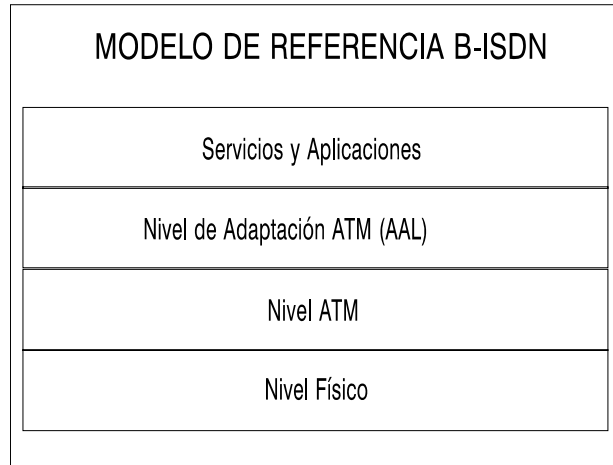 MODELO DE REFERENCIA B-ISDN
Servicios y Aplicaciones
Nivel de Adaptación ATM (AAL)
Nivel ATM
Nivel Físico